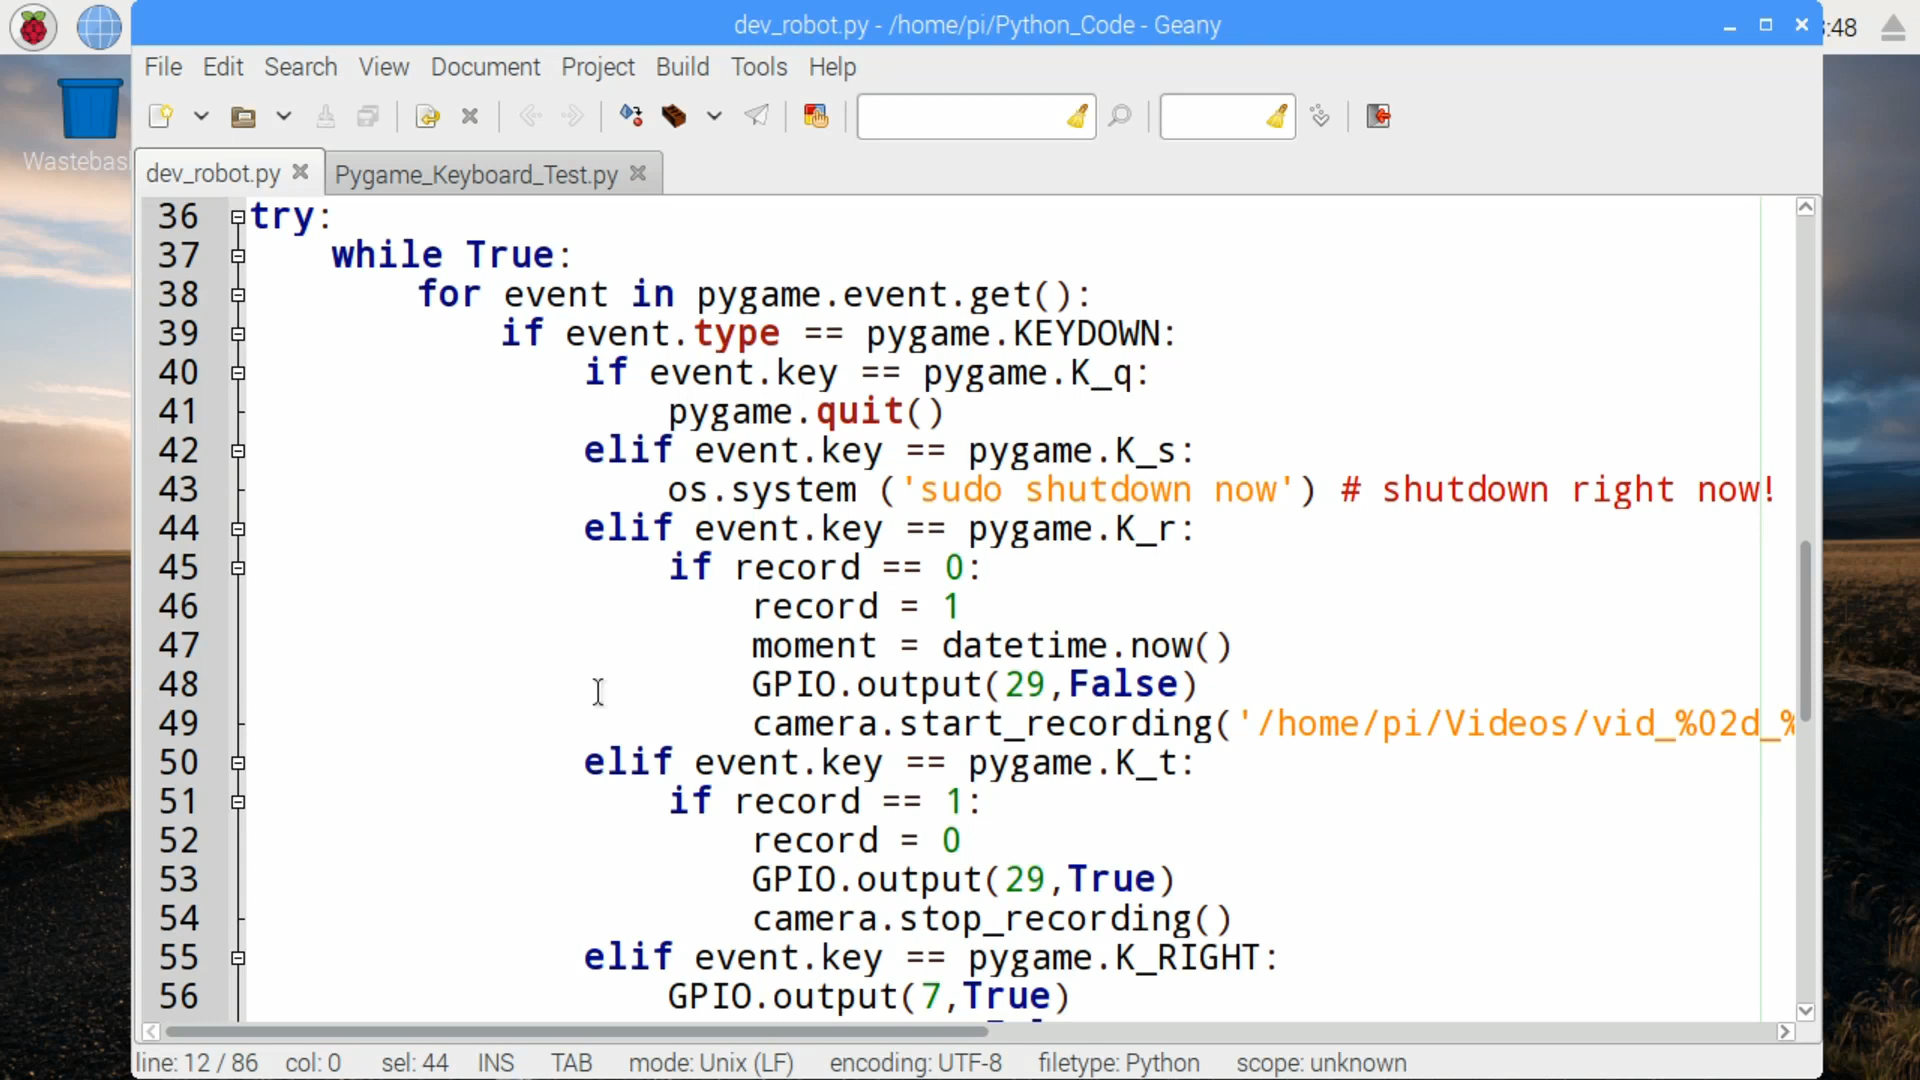 dev_robot.py - /home/pi/Python_Code - Geany
:48
File Edit Search View Document Project Build Tools Help
dev_robot.py
Pygame_Keyboard_Test.py
36 try:
37 while True:
38 for event in pygame.event.get():
39 if event.type == pygame.KEYDOWN:
40 if event.key == pygame.K_q:
41 pygame.quit()
42 elif event.key == pygame.K_s:
43 os.system ('sudo shutdown now') # shutdown right now!
44 elif event.key == pygame.K_r:
45 if record == 0:
46 record = 1
47 moment = datetime.now()
48 GPIO.output(29,False)
49 camera.start_recording('/home/pi/Videos/vid_%02d_%
50 elif event.key == pygame.K_t:
51 if record == 1:
52 record = 0
53 GPIO.output(29,True)
54 camera.stop_recording()
55 elif event.key == pygame.K_RIGHT:
56 GPIO.output(7,True)
line: 12 / 86 col: 0 sel: 44 INS TAB mode: Unix (LF) encoding: UTF-8 filetype: Python scope: unknown